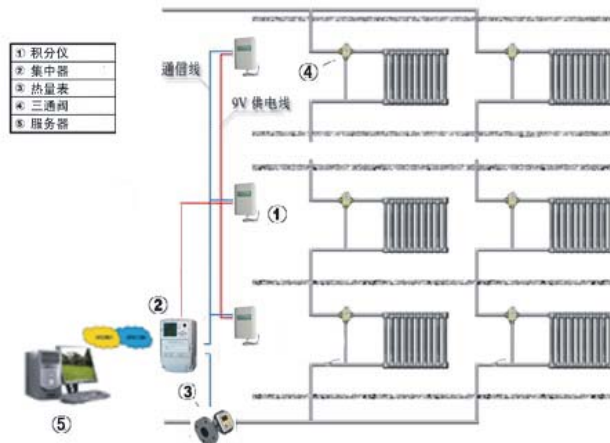 ① 积分仪
② 集中器
③ 热量表
④ 三通阀
⑤ 服务器
通信线
9V 供电线
④
①
②
③
⑤